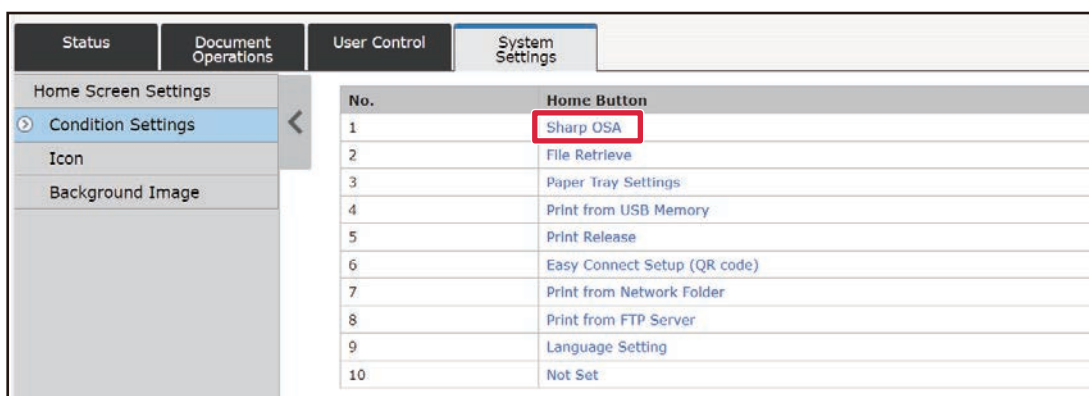 Status
Document
Operations
User Control
System
Settings
Home Screen Settings
Condition Settings
Icon
Background Image
No. Home Button
1 Sharp OSA
2 File Retrieve
3 Paper Tray Settings
4 Print from USB Memory
5 Print Release
6 Easy Connect Setup (QR code)
7 Print from Network Folder
8 Print from FTP Server
9 Language Setting
10 Not Set